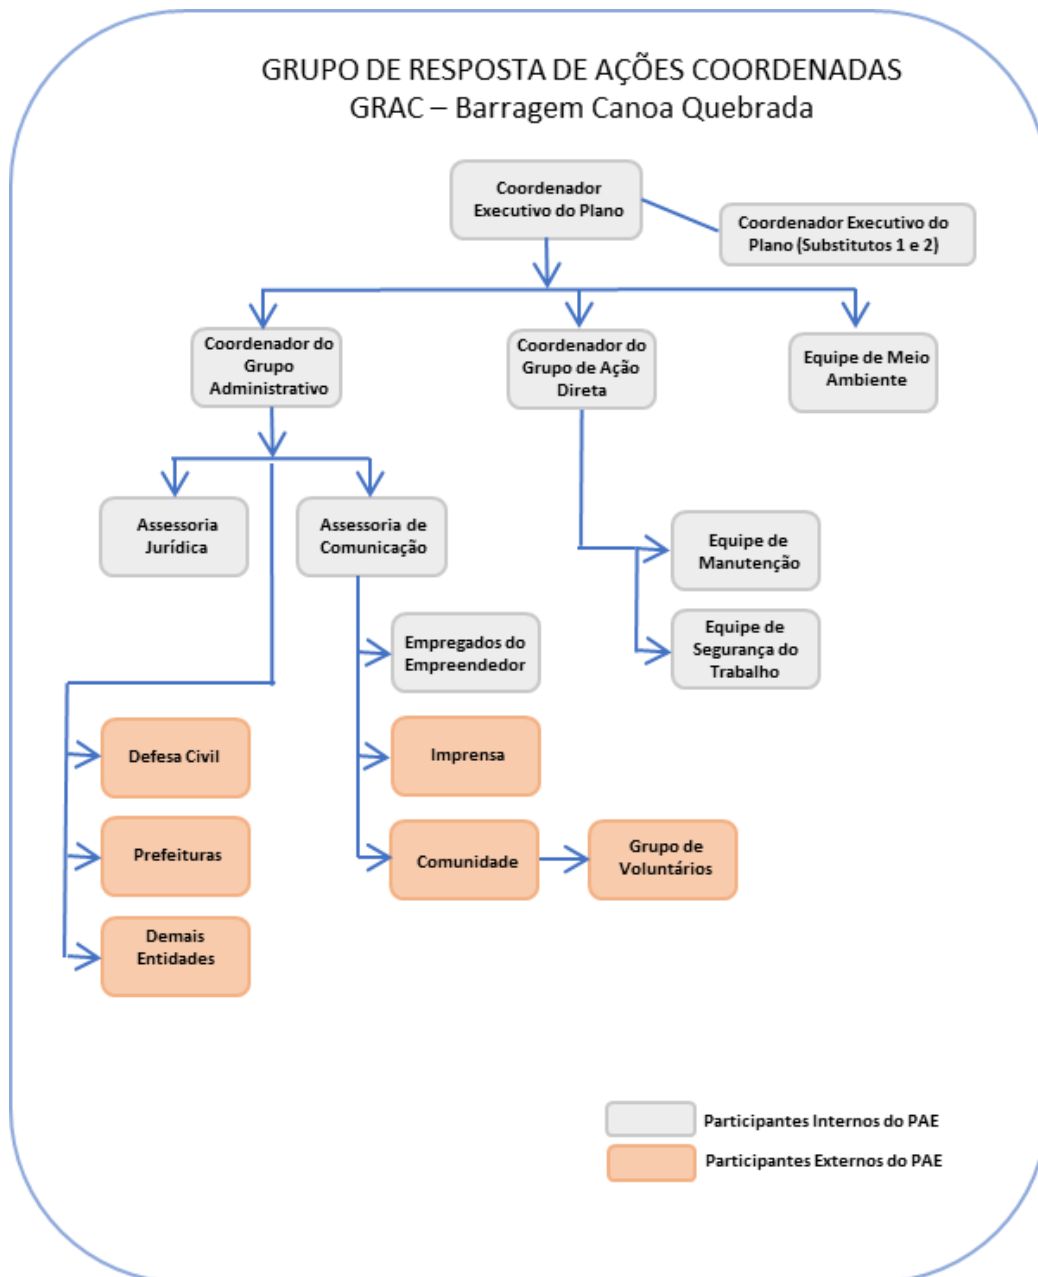 GRUPO DE RESPOSTA DE AÇÕES COORDENADAS
GRAC – Barragem Canoa Quebrada
Coordenador
Executivo do Plano
Coordenador Executivo do
Plano (Substitutos 1 e 2)
Coordenador do
Grupo
Administrativo
Coordenador do
Grupo de Ação
Direta
Equipe de Meio
Ambiente
Assessoria
Jurídica
Assessoria de
Comunicação
Equipe de
Manutenção
Empregados do
Empreendedor
Equipe de
Segurança do
Trabalho
Defesa Civil
Imprensa
Prefeituras
Comunidade
Grupo de
Voluntários
Demais
Entidades
Participantes Internos do PAE
Participantes Externos do PAE